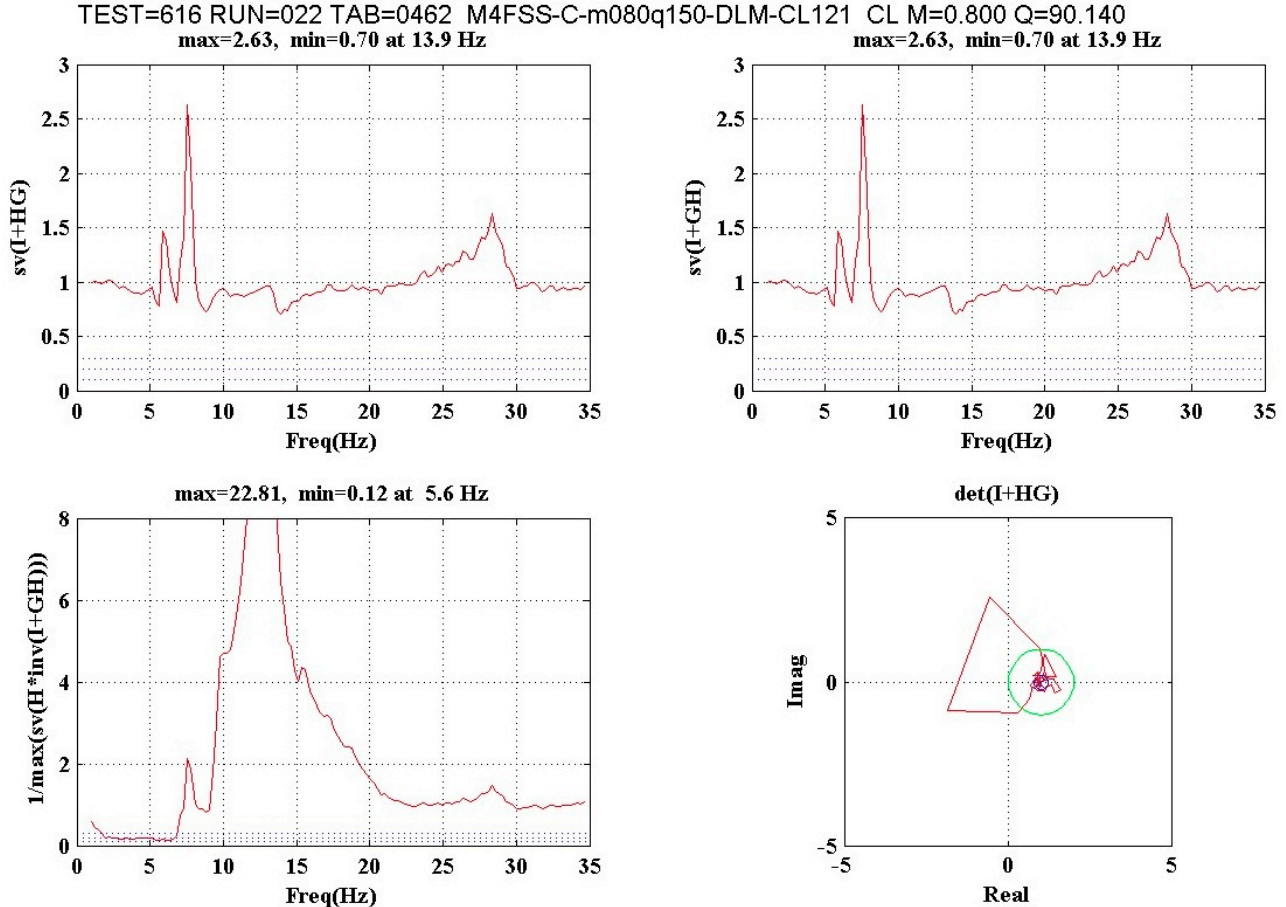 TEST=616 RUN=022 TAB=0462 M4FSS-C-m080q150-DLM-CL121 CL M=0.800 Q=90.140
max=2.63, min=0.70 at 13.9 Hz
sv(I+HG)
3
2.5
2
1.5
1
0.5
0
0 5 10 15 20 25 30 35
Freq(Hz)
max=2.63, min=0.70 at 13.9 Hz
sv(I+GH)
3
2.5
2
1.5
1
0.5
0
0 5 10 15 20 25 30 35
Freq(Hz)
max=22.81, min=0.12 at 5.6 Hz
1/max(sv(H*inv(I+GH)))
8
6
4
2
0
0 5 10 15 20 25 30 35
Freq(Hz)
det(I+HG)
Imag
5
0
-5
-5 0 5
Real